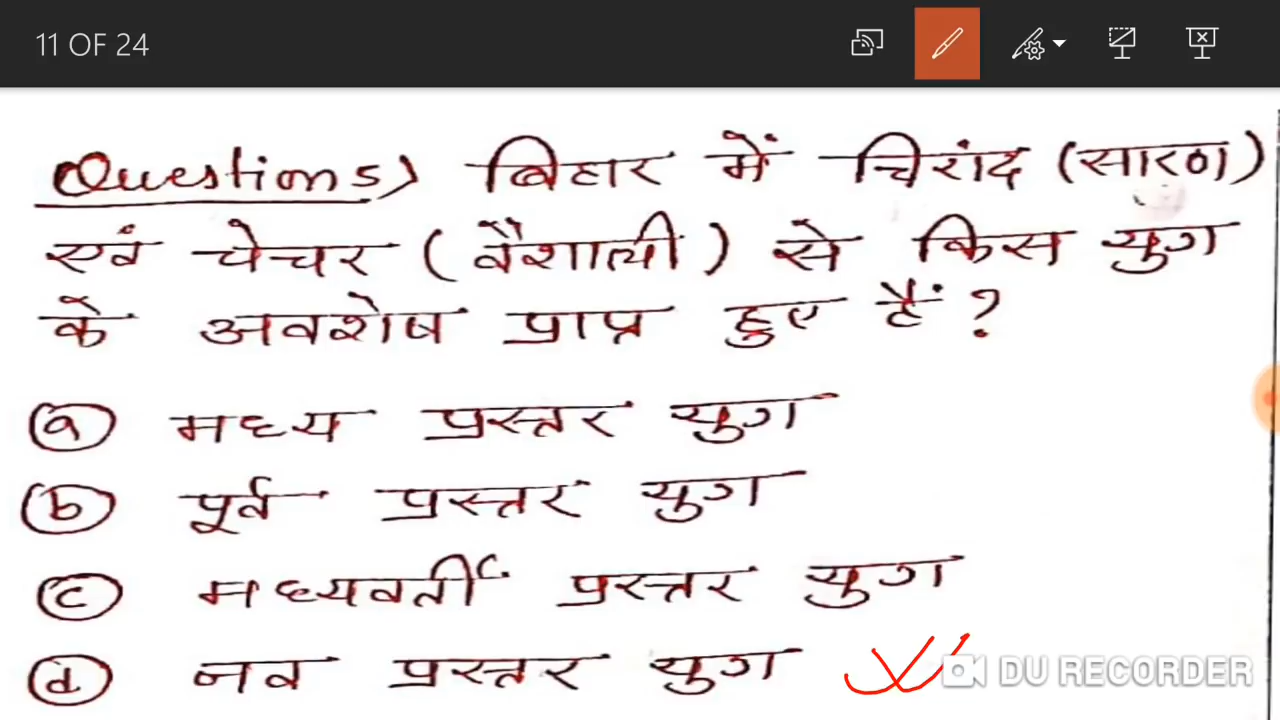 11 OF 24
Questions) बिहार में चिरांद (सारण)
एवं चेचर (वैशाली) से किस युग
के अवशेष प्राप्त हुए हैं?
(a) मध्य प्रस्तर युग
(b) पूर्व प्रस्तर युग
(c) मध्यवर्ती प्रस्तर युग
(d) नव प्रस्तर युग
DU RECORDER